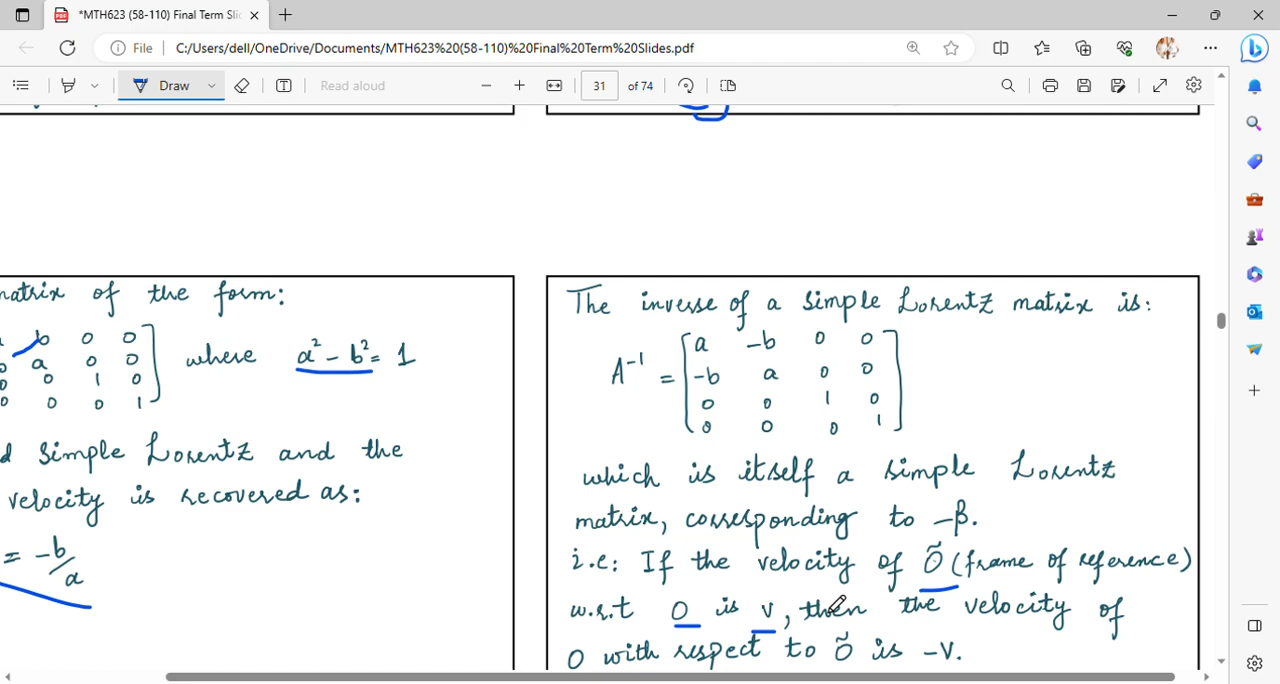 *MTH623 (58-110) Final Term Sli
File C:/Users/dell/OneDrive/Documents/MTH623%20(58-110)%20Final%20Term%20Slides.pdf
Draw Read aloud 31 of 74
matrix of the form:
b 0 0
a 0 0
0 0 1 0
0 0 0 1
where a² - b² = 1
simple Lorentz and the
velocity is recovered as:
= -b/a
The inverse of a simple Lorentz matrix is:
A⁻¹ =
a -b 0 0
-b a 0 0
0 0 1 0
0 0 0 1
which is itself a simple Lorentz
matrix, corresponding to -β.
i.e: If the velocity of Õ (frame of reference)
w.r.t O is v, then the velocity of
O with respect to Õ is -v.